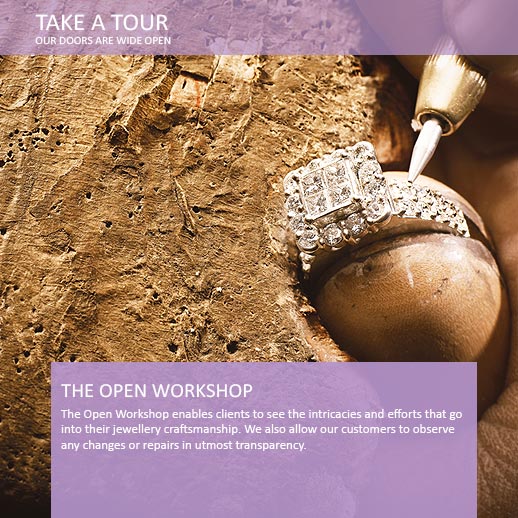 TAKE A TOUR
OUR DOORS ARE WIDE OPEN
THE OPEN WORKSHOP
The Open Workshop enables clients to see the intricacies and efforts that go
into their jewellery craftsmanship. We also allow our customers to observe
any changes or repairs in utmost transparency.